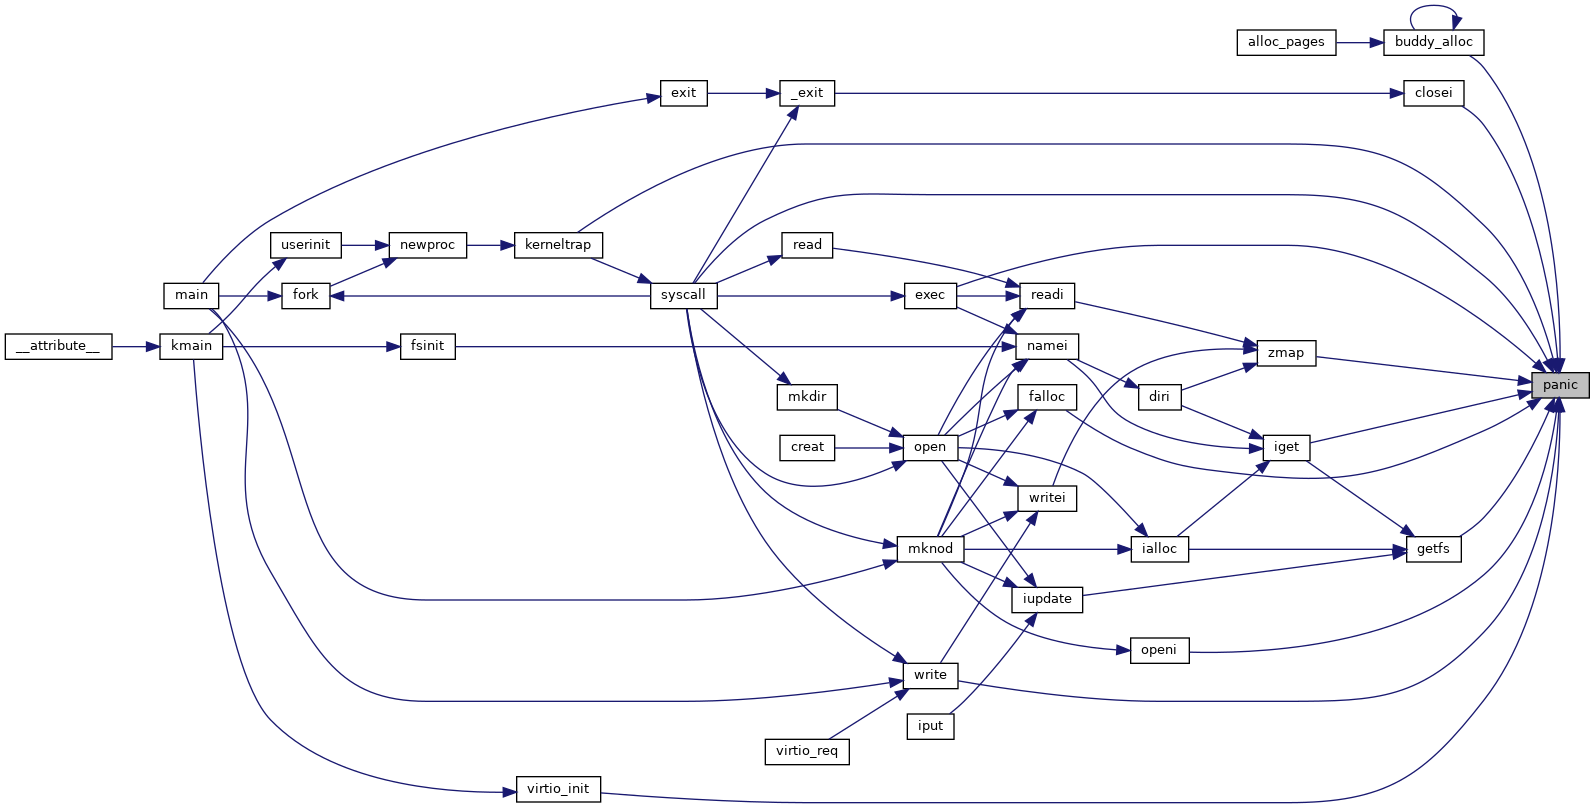 alloc_pages
buddy_alloc
exit
_exit
closei
userinit
newproc
kerneltrap
read
main
fork
syscall
exec
readi
__attribute__
kmain
fsinit
namei
zmap
panic
mkdir
falloc
diri
creat
open
iget
writei
mknod
ialloc
getfs
iupdate
openi
write
iput
virtio_req
virtio_init